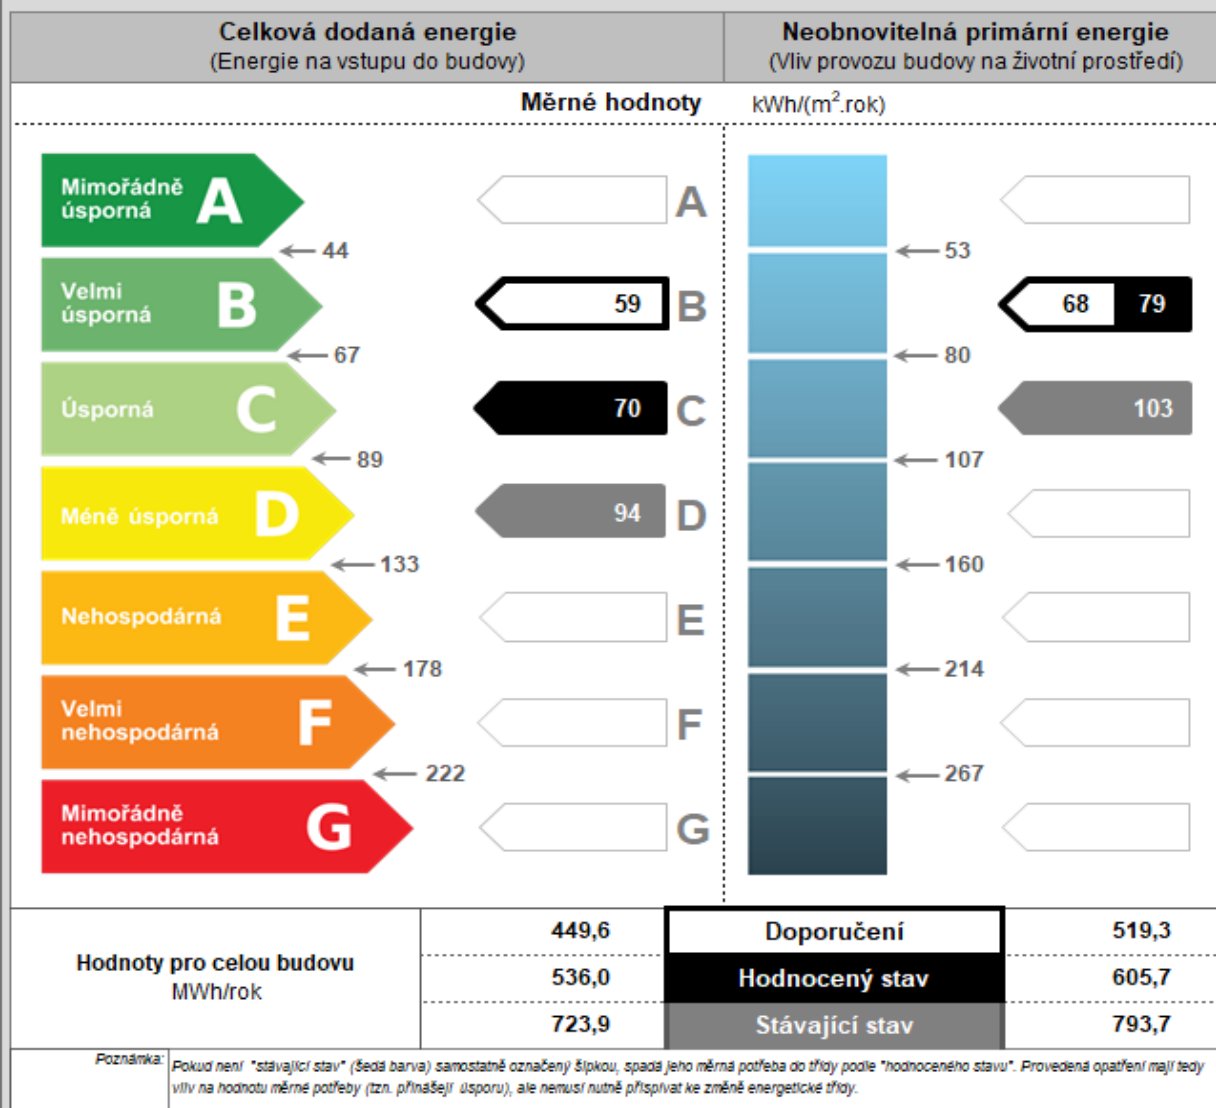 Celková dodaná energie
(Energie na vstupu do budovy)
Neobnovitelná primární energie
(Vliv provozu budovy na životní prostředí)
Měrné hodnoty kWh/(m².rok)
Mimořádně
úsporná
A
A
44
53
Velmi
úsporná
B
59
B
68
79
67
80
Úsporná
C
70
C
103
89
107
Méně úsporná
D
94
D
133
160
Nehospodárná
E
E
178
214
Velmi
nehospodárná
F
F
222
267
Mimořádně
nehospodárná
G
G
Hodnoty pro celou budovu
MWh/rok
449,6 Doporučení 519,3
536,0 Hodnocený stav 605,7
723,9 Stávající stav 793,7
Poznámka:
Pokud není "stávající stav" (šedá barva) samostatně označený šipkou, spadá jeho měrná potřeba do třídy podle "hodnoceného stavu". Provedená opatření mají tedy
vliv na hodnotu měrné potřeby (tzn. přinášejí úsporu), ale nemusí nutně přispívat ke změně energetické třídy.